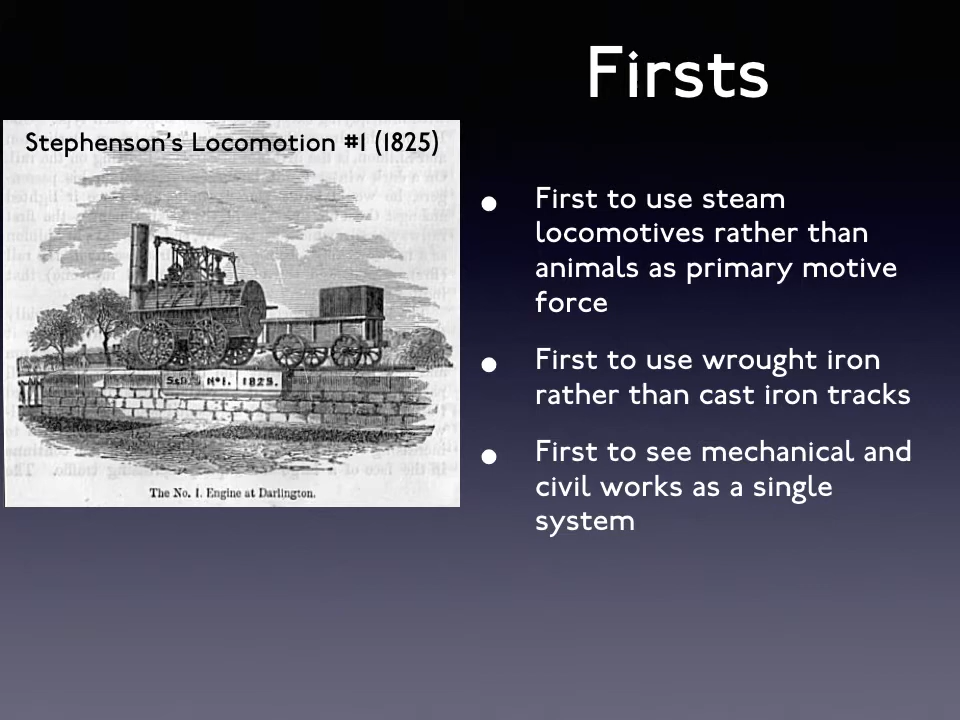 Firsts
Stephenson's Locomotion #1 (1825)
First to use steam
locomotives rather than
animals as primary motive
force
First to use wrought iron
rather than cast iron tracks
First to see mechanical and
civil works as a single
system
Nº1. 1825.
The No. 1. Engine at Darlington.